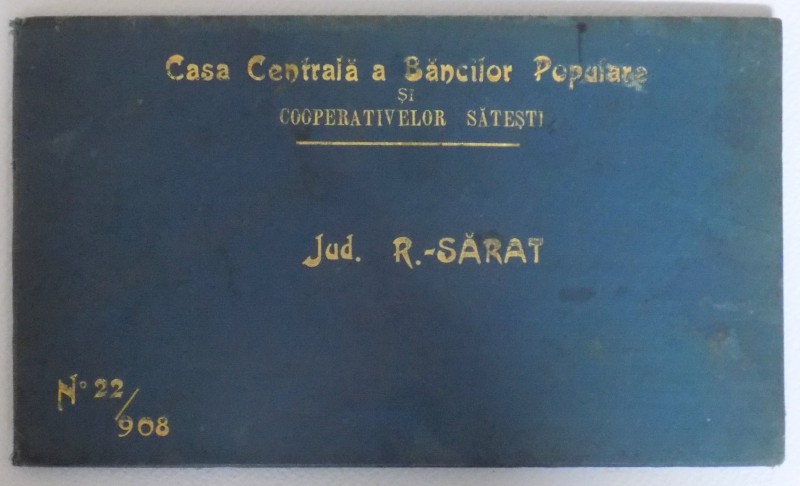 Casa Centrală a Băncilor Populare
ȘI
COOPERATIVELOR SĂTEȘTI
Jud. R.-SĂRAT
No 22/908